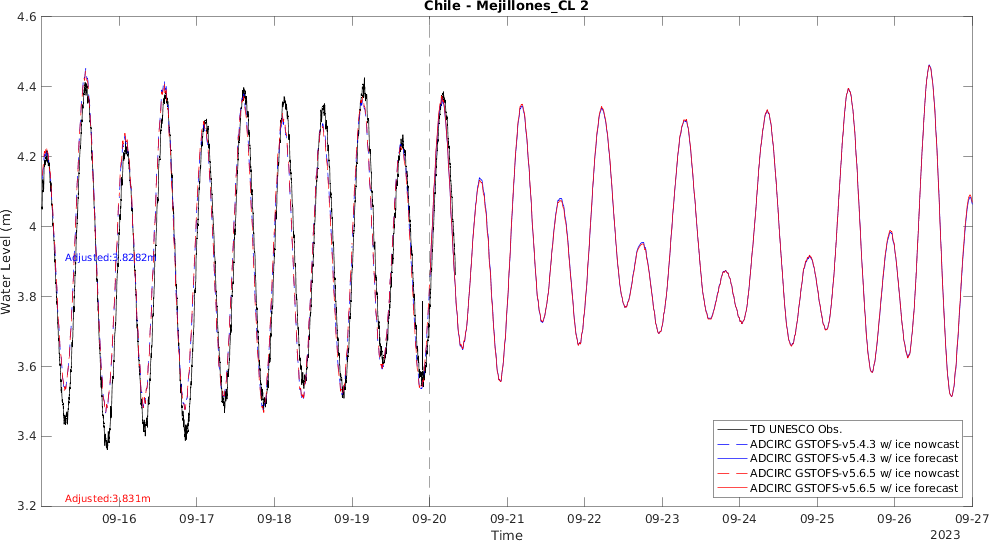 Chile - Mejillones_CL 2
4.6
4.4
4.2
4
3.8
3.6
3.4
3.2
Water Level (m)
Adjusted:3.8282m
Adjusted:3.831m
TD UNESCO Obs.
ADCIRC GSTOFS-v5.4.3 w/ ice nowcast
ADCIRC GSTOFS-v5.4.3 w/ ice forecast
ADCIRC GSTOFS-v5.6.5 w/ ice nowcast
ADCIRC GSTOFS-v5.6.5 w/ ice forecast
09-16 09-17 09-18 09-19 09-20 09-21 09-22 09-23 09-24 09-25 09-26 09-27
Time
2023